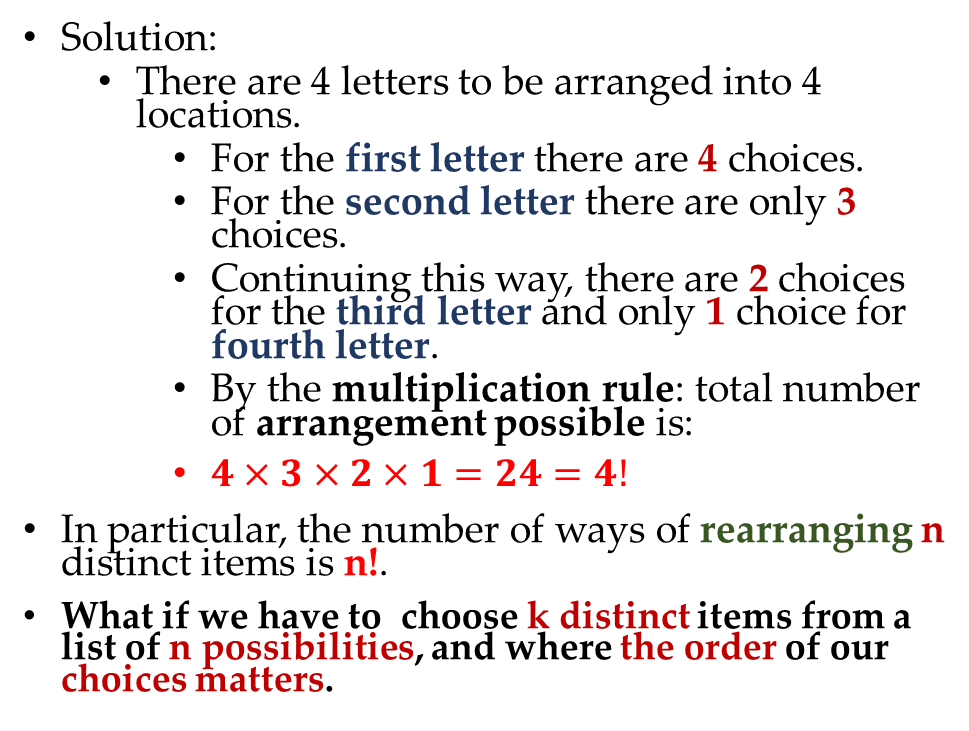 • Solution:
• There are 4 letters to be arranged into 4
locations.
• For the first letter there are 4 choices.
• For the second letter there are only 3
choices.
• Continuing this way, there are 2 choices
for the third letter and only 1 choice for
fourth letter.
• By the multiplication rule: total number
of arrangement possible is:
• 4 × 3 × 2 × 1 = 24 = 4!
• In particular, the number of ways of rearranging n
distinct items is n!.
• What if we have to choose k distinct items from a
list of n possibilities, and where the order of our
choices matters.